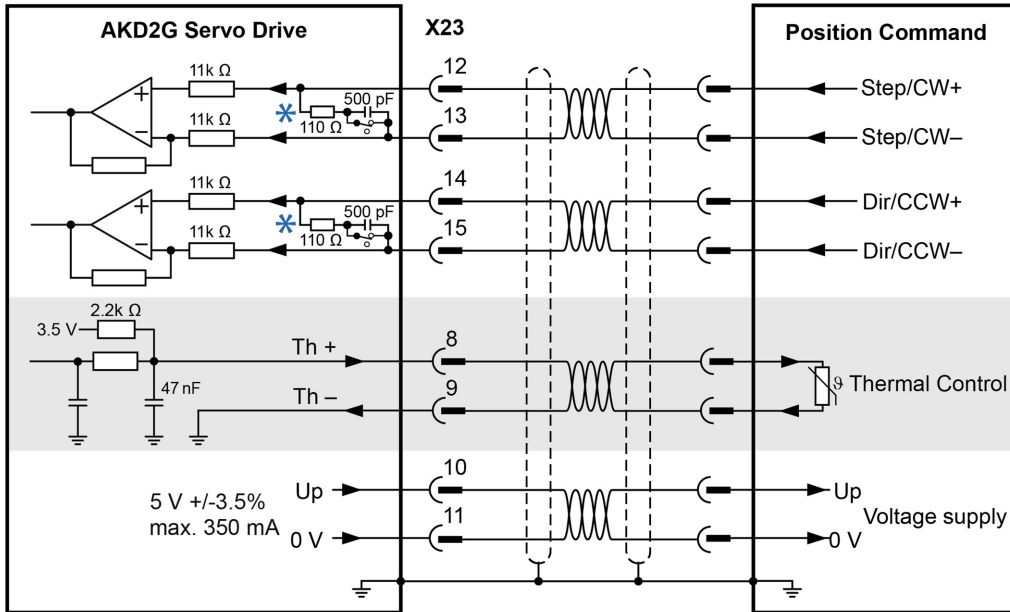 AKD2G Servo Drive
X23
Position Command
11k Ω
500 pF
*
11k Ω
110 Ω
12
13
Step/CW+
Step/CW–
11k Ω
500 pF
*
11k Ω
110 Ω
14
15
Dir/CCW+
Dir/CCW–
2.2k Ω
3.5 V
Th +
8
47 nF
Th –
9
ϑ Thermal Control
5 V +/-3.5%
max. 350 mA
Up
10
Up
0 V
11
Voltage supply
0 V